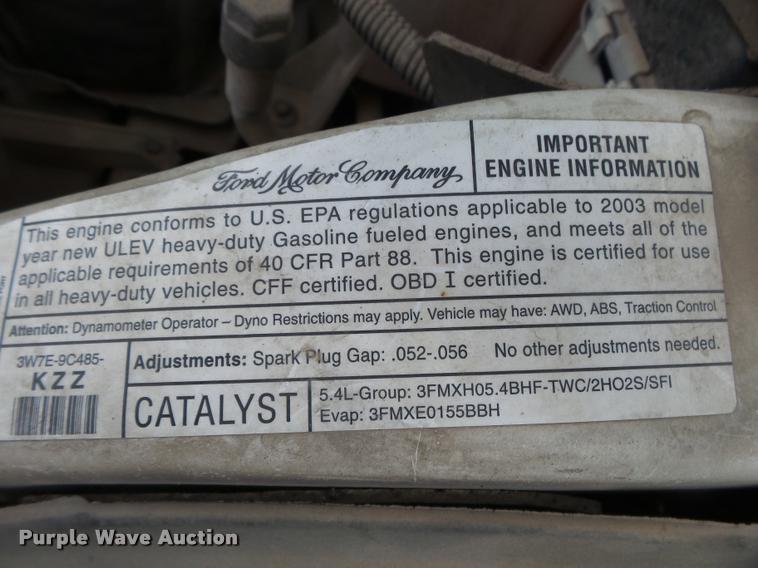 Ford Motor Company
IMPORTANT
ENGINE INFORMATION
This engine conforms to U.S. EPA regulations applicable to 2003 model
year new ULEV heavy-duty Gasoline fueled engines, and meets all of the
applicable requirements of 40 CFR Part 88. This engine is certified for use
in all heavy-duty vehicles. CFF certified. OBD I certified.
Attention: Dynamometer Operator – Dyno Restrictions may apply. Vehicle may have: AWD, ABS, Traction Control
3W7E-9C485-
KZZ
Adjustments: Spark Plug Gap: .052-.056 No other adjustments needed.
CATALYST
5.4L-Group: 3FMXH05.4BHF-TWC/2HO2S/SFI
Evap: 3FMXE0155BBH
Purple Wave Auction